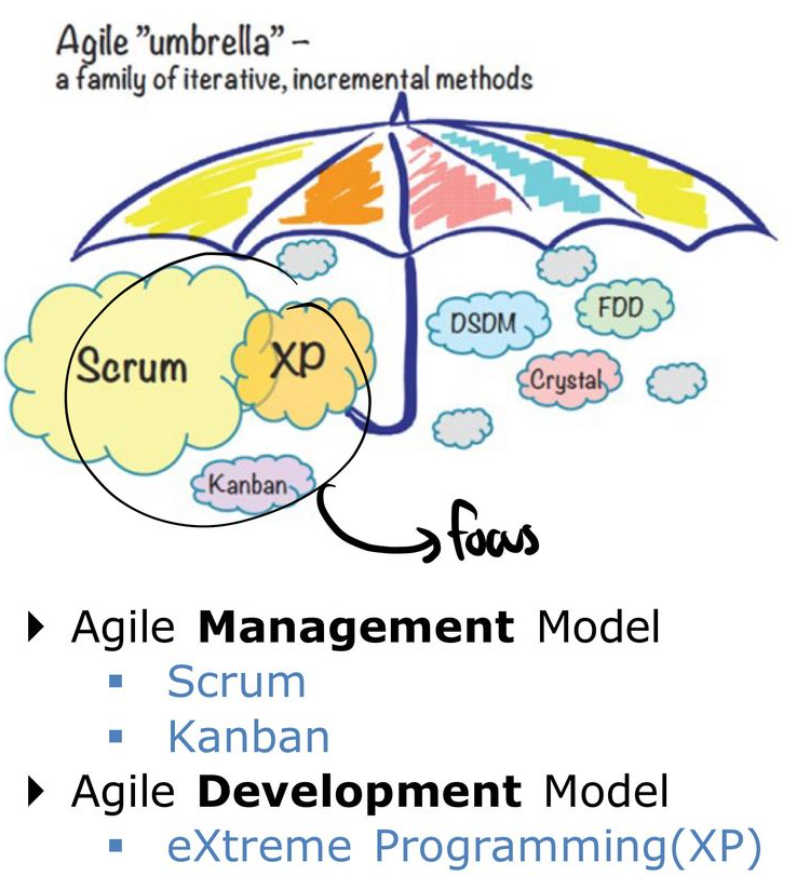 Agile "umbrella" –
a family of iterative, incremental methods
Scrum
XP
DSDM
FDD
Crystal
Kanban
focus
Agile Management Model
Scrum
Kanban
Agile Development Model
eXtreme Programming(XP)